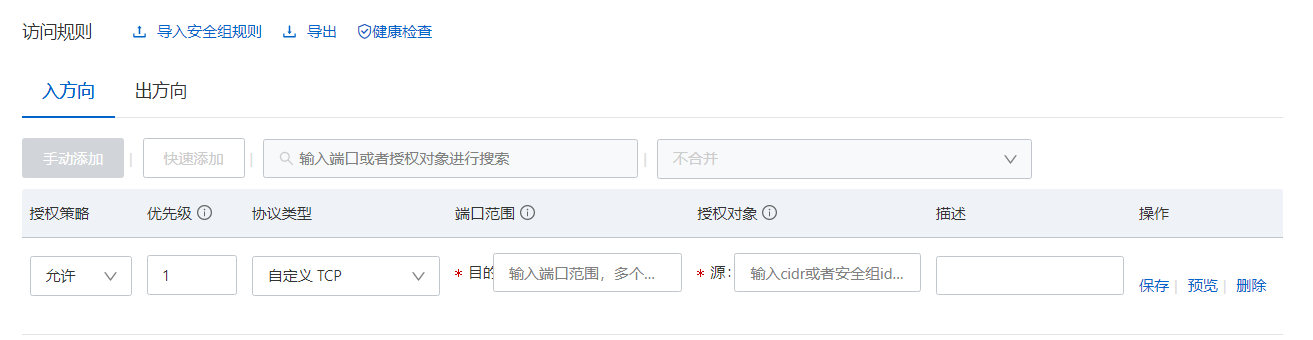 访问规则 导入安全组规则 导出 健康检查
入方向 出方向
手动添加 快速添加 输入端口或者授权对象进行搜索 不合并
授权策略 优先级 协议类型 端口范围 授权对象 描述 操作
允许 1 自定义 TCP * 目的 输入端口范围，多个... * 源: 输入cidr或者安全组id... 保存 预览 删除